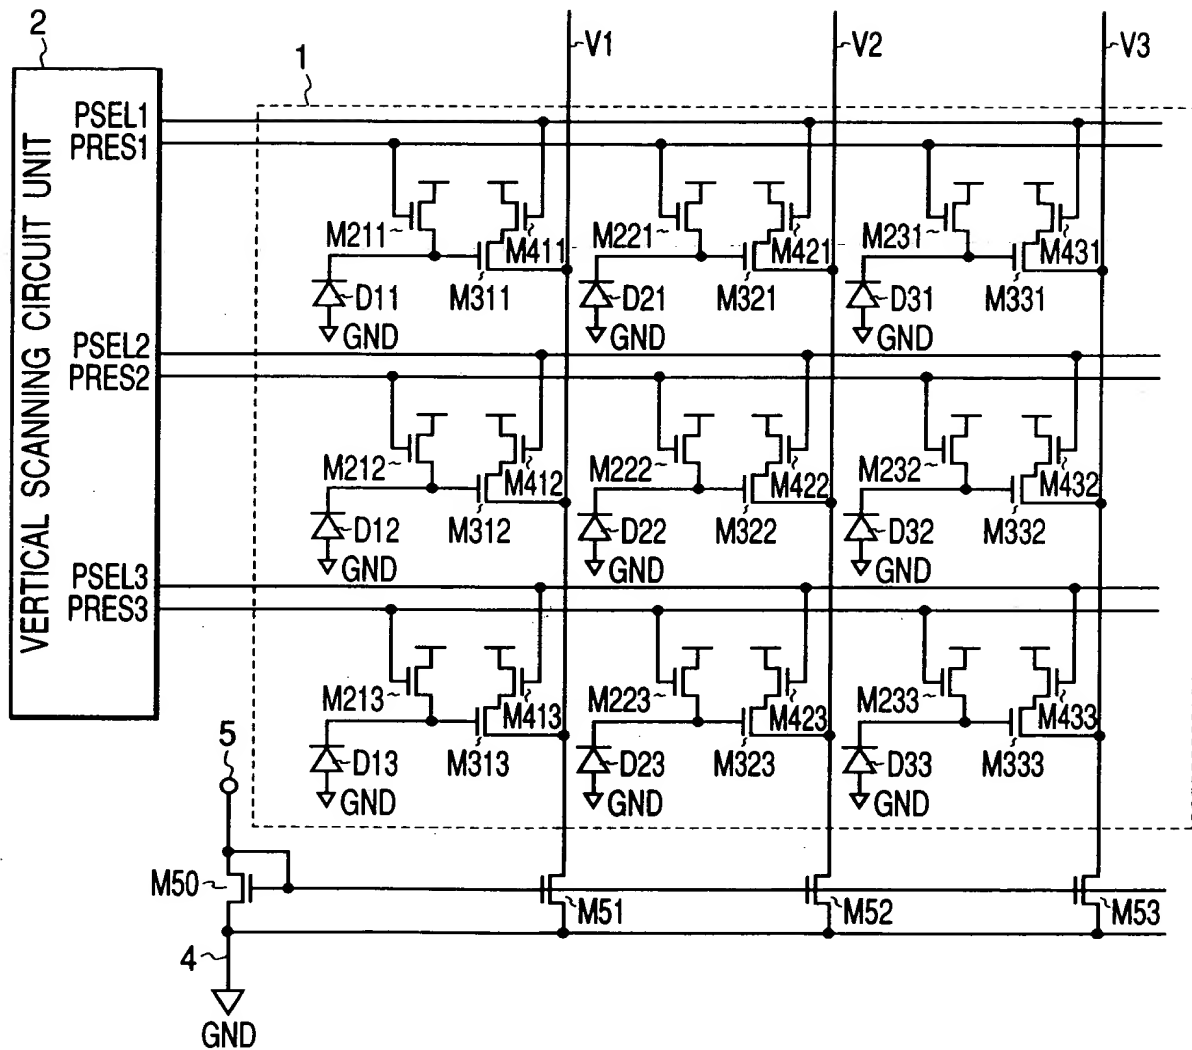 2
1
V1
V2
V3
VERTICAL SCANNING CIRCUIT UNIT
PSEL1
PRES1
M211
M411
M221
M421
M231
M431
D11
M311
D21
M321
D31
M331
GND
GND
GND
PSEL2
PRES2
M212
M412
M222
M422
M232
M432
D12
M312
D22
M322
D32
M332
GND
GND
GND
PSEL3
PRES3
M213
M413
M223
M423
M233
M433
D13
M313
D23
M323
D33
M333
GND
GND
GND
5
M50
M51
M52
M53
4
GND